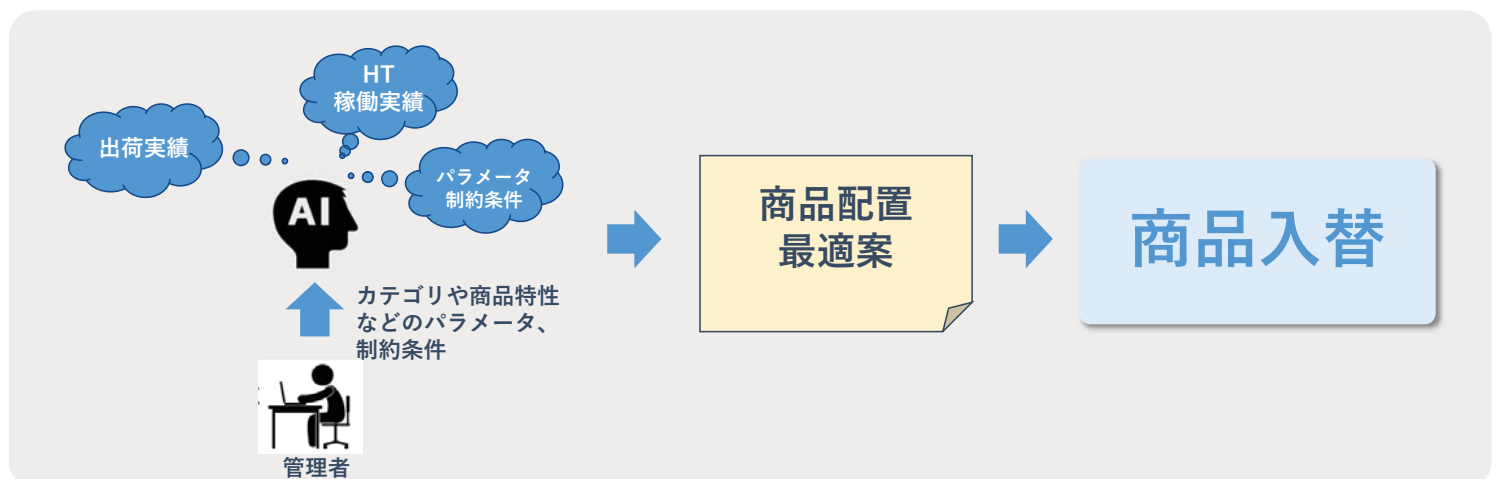 HT
稼働実績
出荷実績
パラメータ
制約条件
AI
カテゴリや商品特性
などのパラメータ、
制約条件
管理者
商品配置
最適案
商品入替